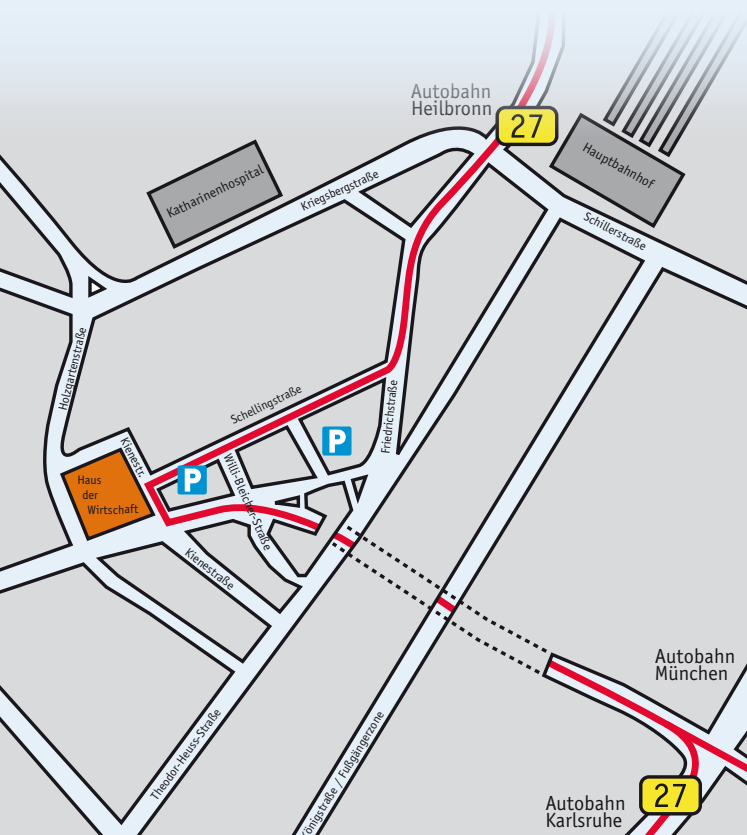 Autobahn
Heilbronn
27
Hauptbahnhof
Katharinenhospital
Kriegsbergstraße
Schillerstraße
Holzgartenstraße
Schellingstraße
Friedrichstraße
P
Kienestr.
P
Haus
der
Wirtschaft
Willi-Bleicher-Straße
Kienestraße
Autobahn
München
Theodor-Heuss-Straße
önigstraße / Fußgängerzone
27
Autobahn
Karlsruhe